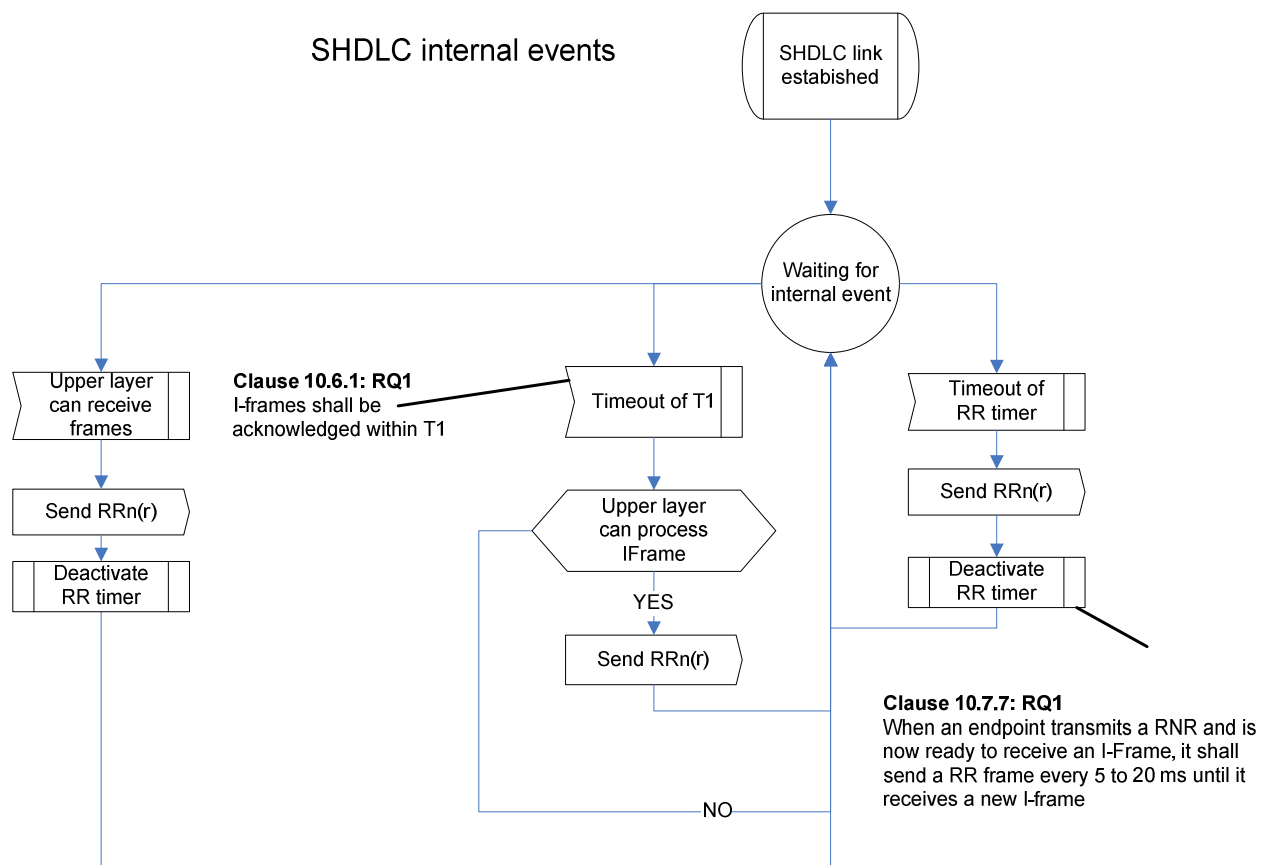 SHDLC internal events
SHDLC link
estabished
Waiting for
internal event
Upper layer
can receive
frames
Clause 10.6.1: RQ1
I-frames shall be
acknowledged within T1
Timeout of T1
Timeout of
RR timer
Send RRn(r)
Upper layer
can process
IFrame
Send RRn(r)
Deactivate
RR timer
YES
Deactivate
RR timer
Send RRn(r)
Clause 10.7.7: RQ1
When an endpoint transmits a RNR and is
now ready to receive an I-Frame, it shall
send a RR frame every 5 to 20 ms until it
receives a new I-frame
NO